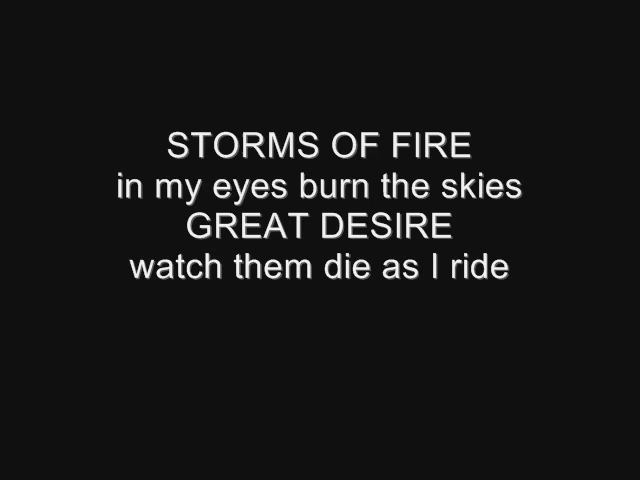 STORMS OF FIRE
in my eyes burn the skies
GREAT DESIRE
watch them die as I ride